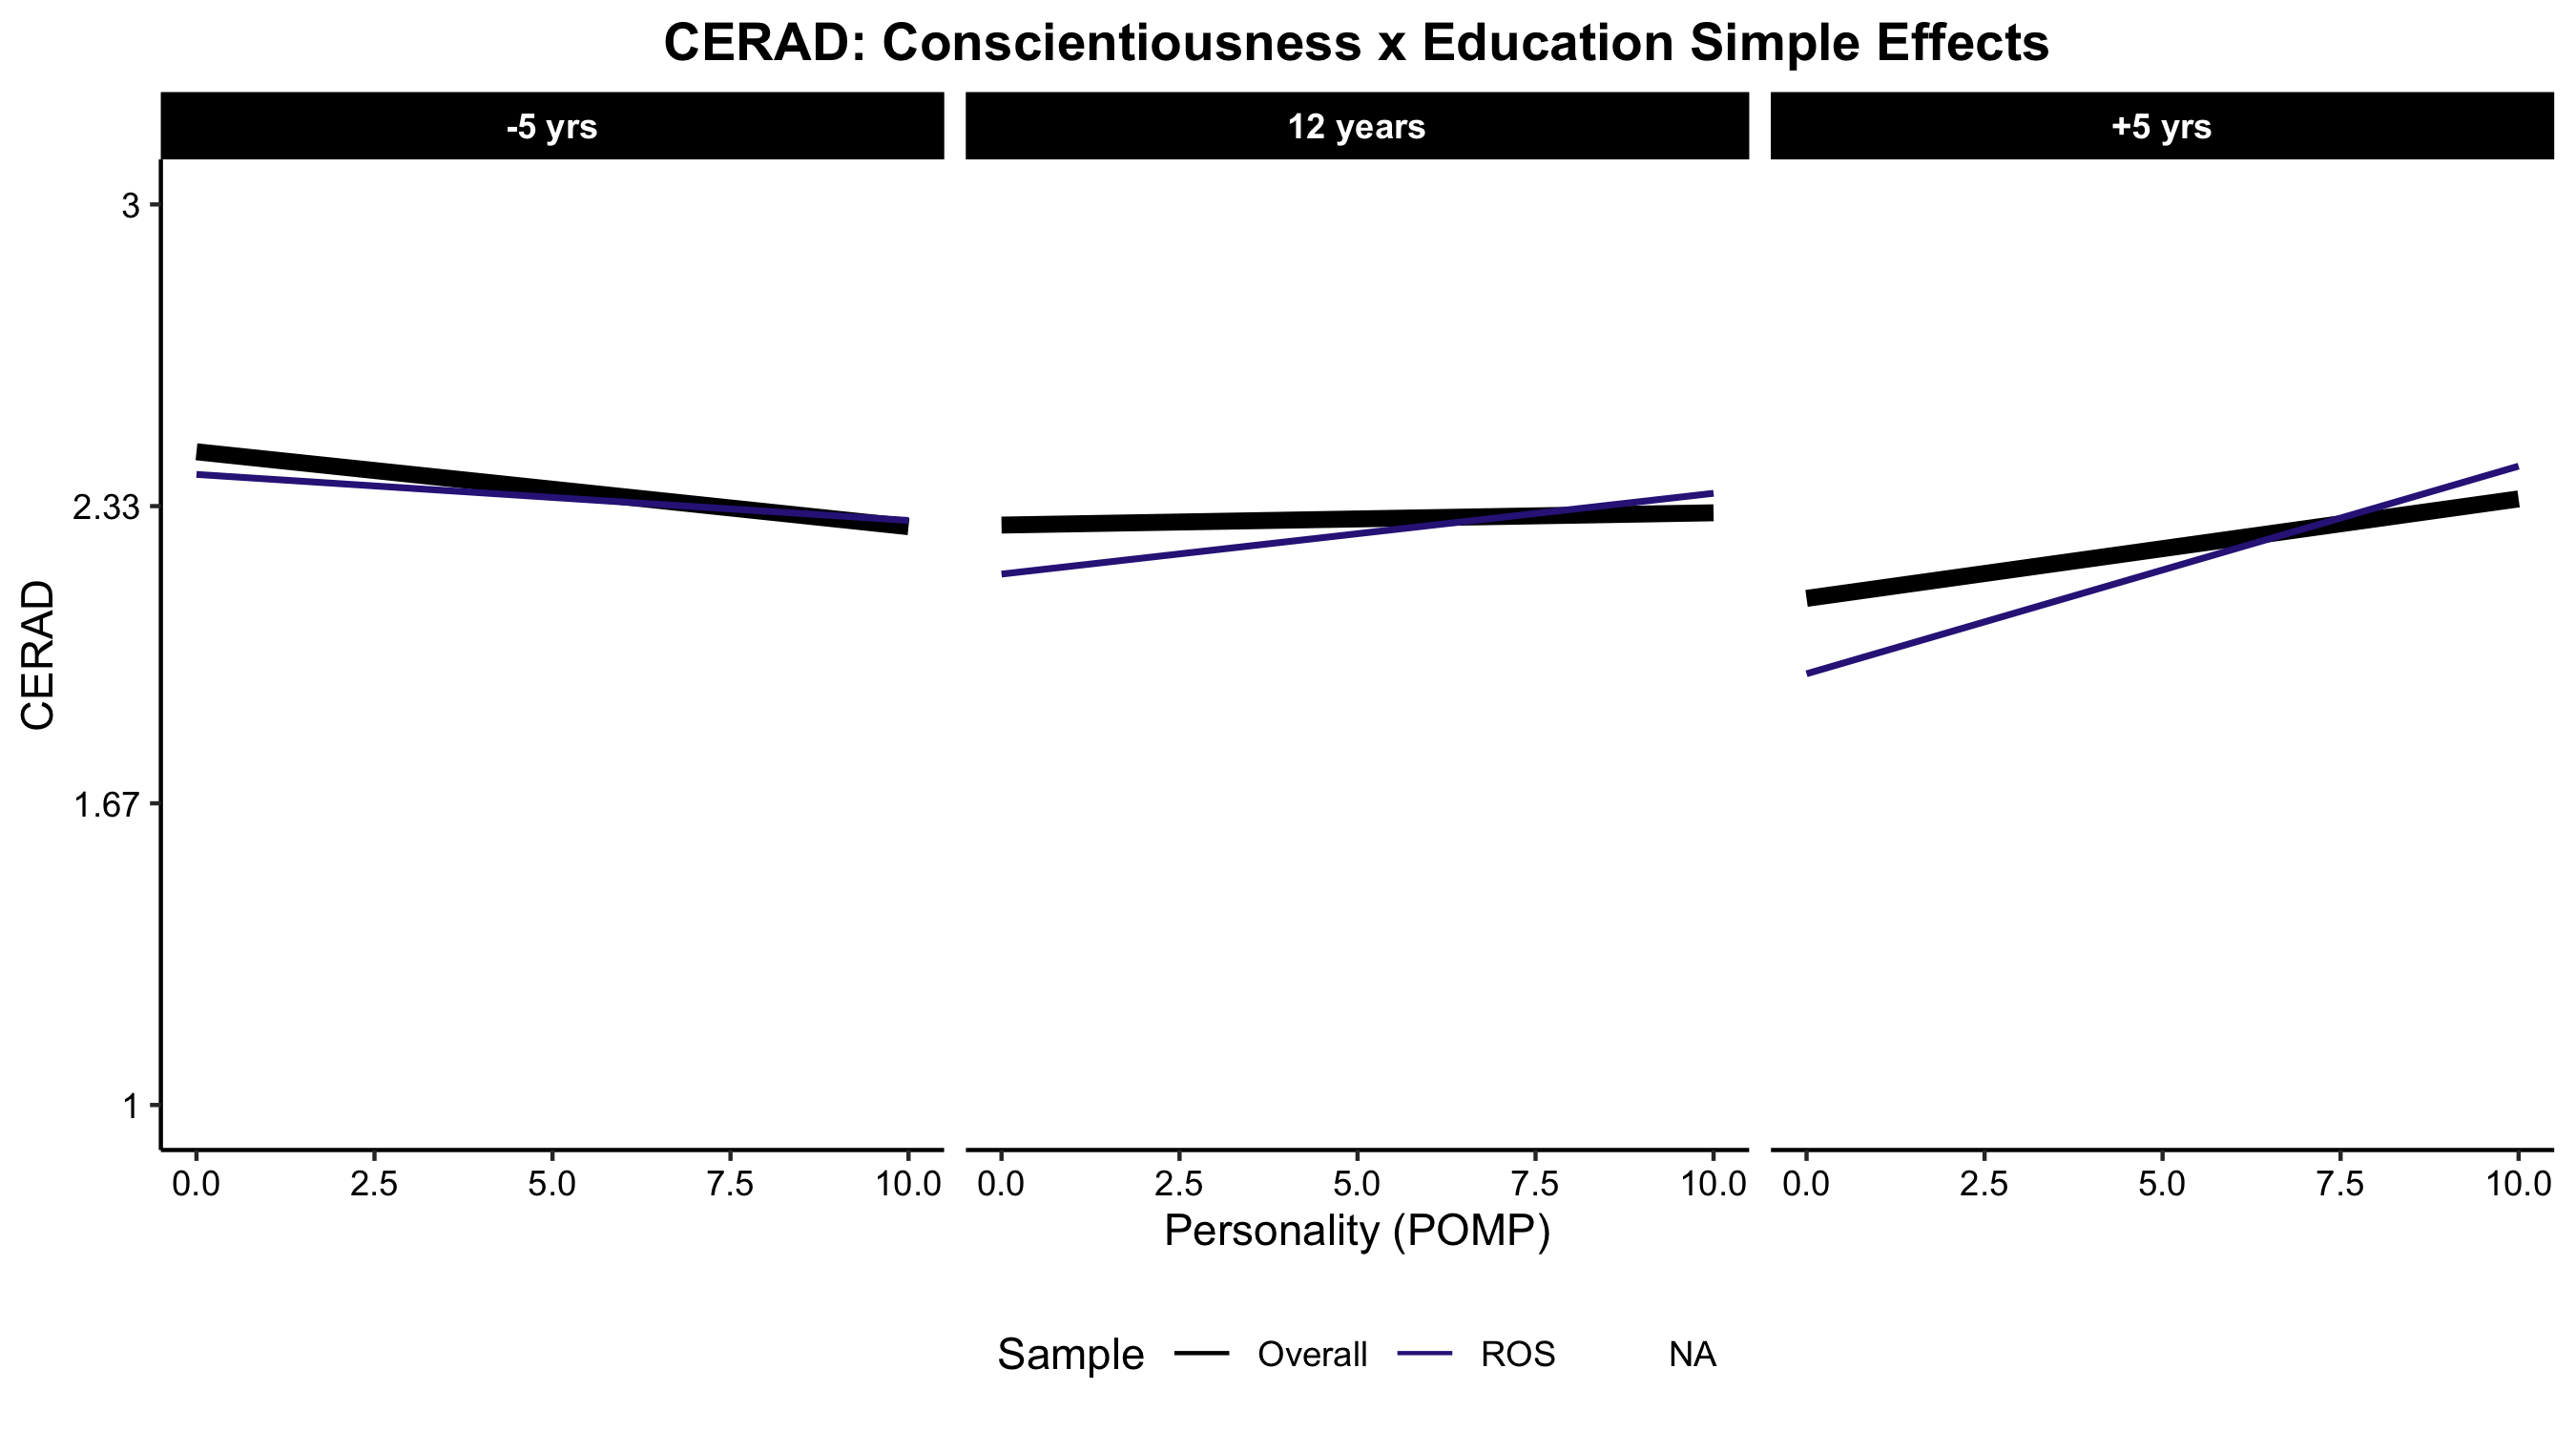 CERAD: Conscientiousness x Education Simple Effects
-5 yrs
12 years
+5 yrs
3
2.33
1.67
1
CERAD
0.0 2.5 5.0 7.5 10.0
0.0 2.5 5.0 7.5 10.0
0.0 2.5 5.0 7.5 10.0
Personality (POMP)
Sample Overall ROS NA